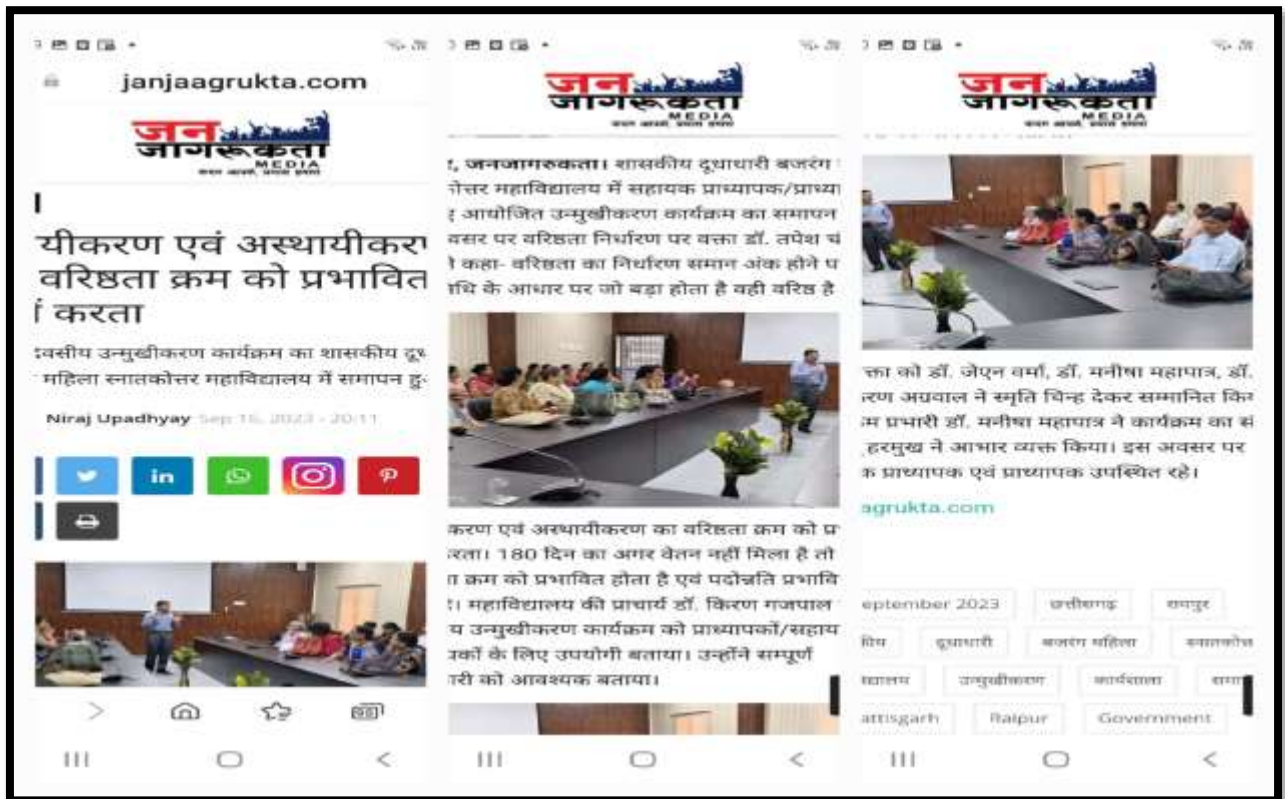 janjaagrukta.com
जन
जागरूकता
MEDIA
यीकरण एवं अस्थायीकर
वरिष्ठता क्रम को प्रभावित
करता
वसीय उन्मुखीकरण कार्यक्रम का शासकीय दू
महिला स्नातकोत्तर महाविद्यालय में समापन हु
Niraj Upadhyay Sep 16, 2023 - 20:11
in
जन
जागरूकता
MEDIA
र, जनजागरुकता। शासकीय दूधाधारी बजरंग
कोत्तर महाविद्यालय में सहायक प्राध्यापक/प्राध्या
आयोजित उन्मुखीकरण कार्यक्रम का समापन
वसर पर वरिष्ठता निर्धारण पर वक्ता डॉ. तपेश चं
ने कहा- वरिष्ठता का निर्धारण समान अंक होने प
थि के आधार पर जो बड़ा होता है वही वरिष्ठ है
करण एवं अस्थायीकरण का वरिष्ठता क्रम को प्र
रता। 180 दिन का अगर वेतन नहीं मिला है तो
ा क्रम को प्रभावित होता है एवं पदोन्नति प्रभावि
है। महाविद्यालय की प्राचार्य डॉ. किरण गजपाल
य उन्मुखीकरण कार्यक्रम को प्राध्यापकों/सहाय
पकों के लिए उपयोगी बताया। उन्होंने सम्पूर्ण
ारी को आवश्यक बताया।
जन
जागरूकता
MEDIA
क्ता को डॉ. जेएन वर्मा, डॉ. मनीषा महापात्र, डॉ.
रण अग्रवाल ने स्मृति चिन्ह देकर सम्मानित कि
म प्रभारी डॉ. मनीषा महापात्र ने कार्यक्रम का सं
हरमुख ने आभार व्यक्त किया। इस अवसर पर
क प्राध्यापक एवं प्राध्यापक उपस्थित रहे।
agrukta.com
eptember 2023 छत्तीसगढ़ रायपुर
दूधाधारी बजरंग महिला स्नातकोत्त
द्यालय उन्मुखीकरण कार्यशाला समा
attisgarh Raipur Government